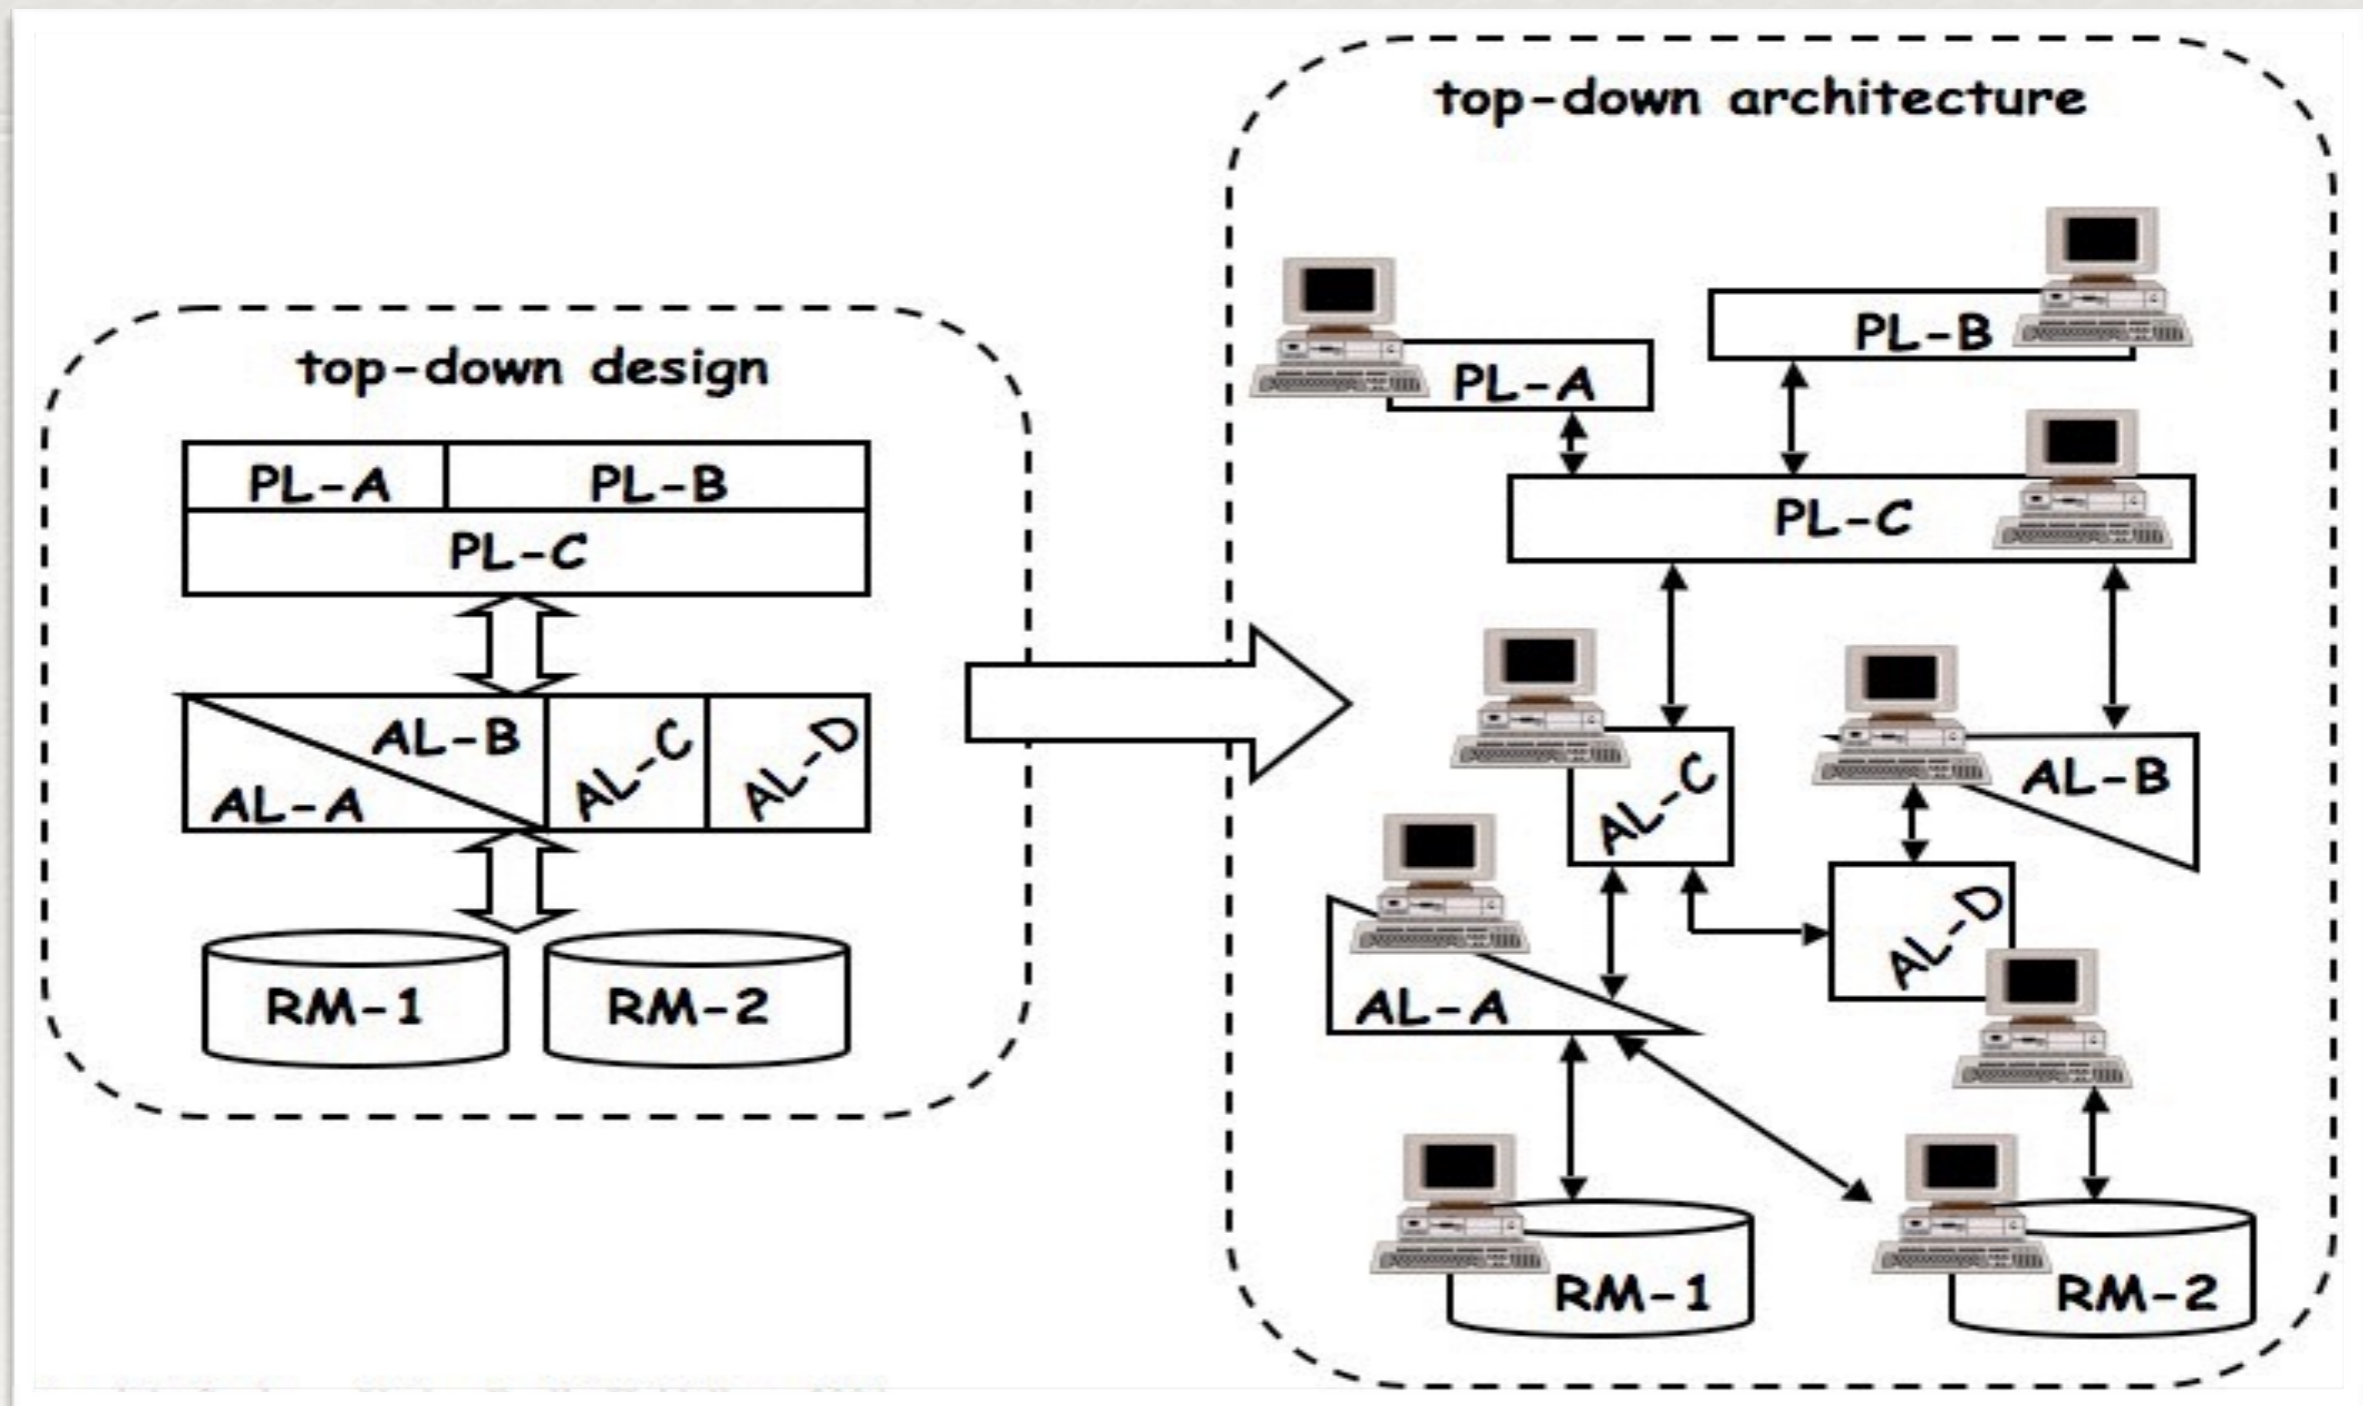 top-down design
PL-A PL-B
PL-C
AL-B AL-C AL-D
AL-A
RM-1 RM-2
top-down architecture
PL-B
PL-A
PL-C
AL-C AL-B
AL-D
AL-A
RM-1 RM-2